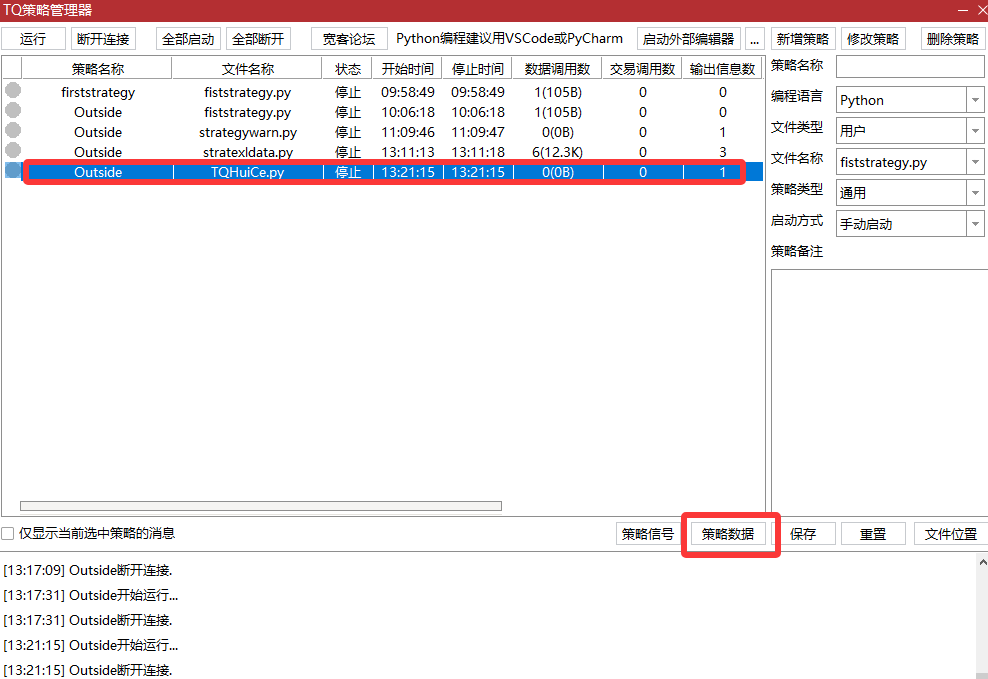 TQ策略管理器
运行 断开连接 全部启动 全部断开 宽客论坛 Python编程建议用VSCode或PyCharm 启动外部编辑器 ... 新增策略 修改策略 删除策略
策略名称 文件名称 状态 开始时间 停止时间 数据调用数 交易调用数 输出信息数
firststrategy fiststrategy.py 停止 09:58:49 09:58:49 1(105B) 0 0
Outside fiststrategy.py 停止 10:06:18 10:06:18 1(105B) 0 0
Outside strategywarn.py 停止 11:09:46 11:09:47 0(0B) 0 1
Outside stratexldata.py 停止 13:11:13 13:11:18 6(12.3K) 0 3
Outside TQHuiCe.py 停止 13:21:15 13:21:15 0(0B) 0 1
策略名称
编程语言 Python
文件类型 用户
文件名称 fiststrategy.py
策略类型 通用
启动方式 手动启动
策略备注
仅显示当前选中策略的消息 策略信号 策略数据 保存 重置 文件位置
[13:17:09] Outside断开连接.
[13:17:31] Outside开始运行...
[13:17:31] Outside断开连接.
[13:21:15] Outside开始运行...
[13:21:15] Outside断开连接.